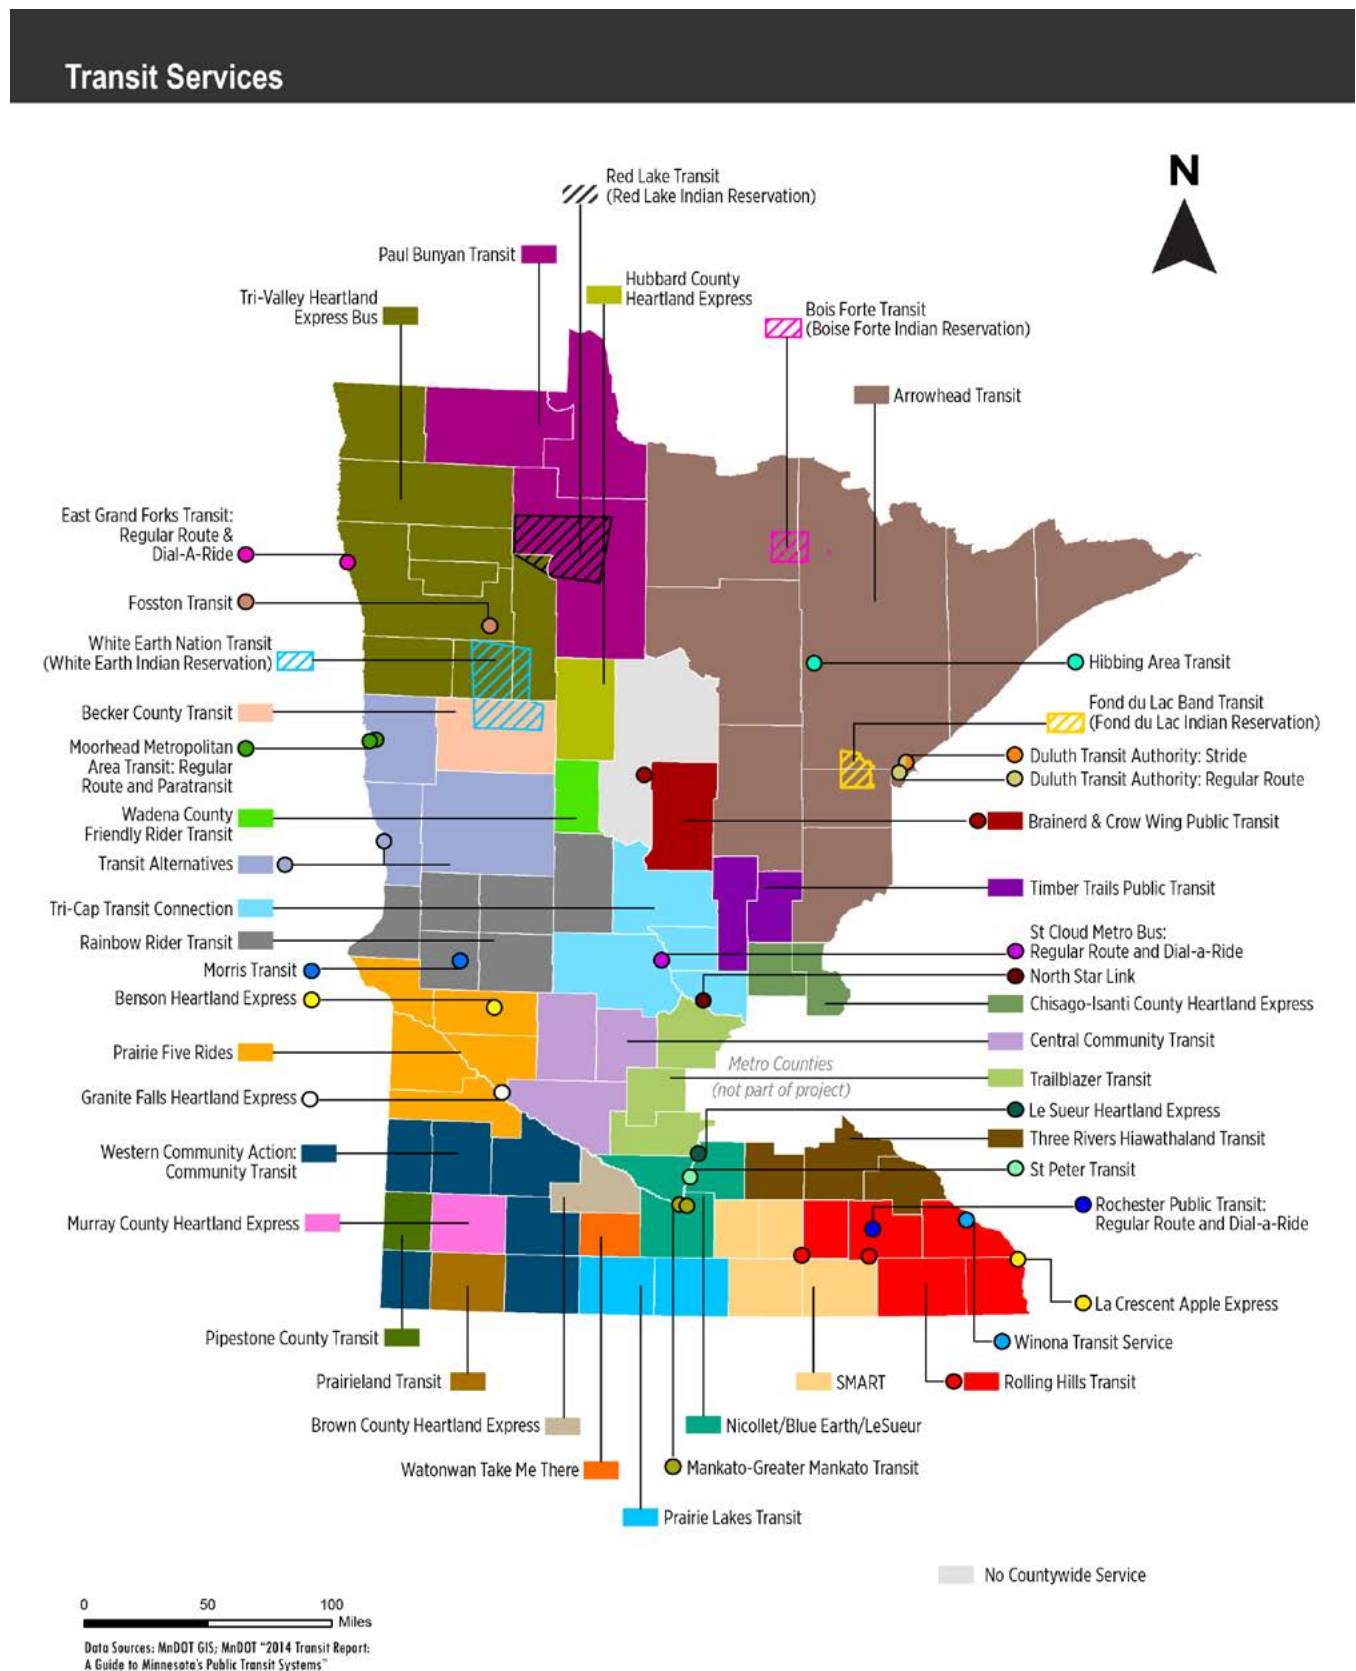 Transit Services
N
Red Lake Transit
(Red Lake Indian Reservation)
Paul Bunyan Transit
Hubbard County
Heartland Express
Tri-Valley Heartland
Express Bus
Bois Forte Transit
(Boise Forte Indian Reservation)
Arrowhead Transit
East Grand Forks Transit:
Regular Route &
Dial-A-Ride
Fosston Transit
White Earth Nation Transit
(White Earth Indian Reservation)
Becker County Transit
Moorhead Metropolitan
Area Transit: Regular
Route and Paratransit
Wadena County
Friendly Rider Transit
Transit Alternatives
Tri-Cap Transit Connection
Rainbow Rider Transit
Morris Transit
Benson Heartland Express
Prairie Five Rides
Granite Falls Heartland Express
Western Community Action:
Community Transit
Murray County Heartland Express
Pipestone County Transit
Prairieland Transit
Brown County Heartland Express
Watonwan Take Me There
Hibbing Area Transit
Fond du Lac Band Transit
(Fond du Lac Indian Reservation)
Duluth Transit Authority: Stride
Duluth Transit Authority: Regular Route
Brainerd & Crow Wing Public Transit
Timber Trails Public Transit
St Cloud Metro Bus:
Regular Route and Dial-a-Ride
North Star Link
Chisago-Isanti County Heartland Express
Central Community Transit
Metro Counties
(not part of project)
Trailblazer Transit
Le Sueur Heartland Express
Three Rivers Hiawathaland Transit
St Peter Transit
Rochester Public Transit:
Regular Route and Dial-a-Ride
La Crescent Apple Express
Winona Transit Service
SMART
Rolling Hills Transit
Nicollet/Blue Earth/LeSueur
Mankato-Greater Mankato Transit
Prairie Lakes Transit
No Countywide Service
0 50 100
Miles
Data Sources: MnDOT GIS; MnDOT "2014 Transit Report:
A Guide to Minnesota's Public Transit Systems"